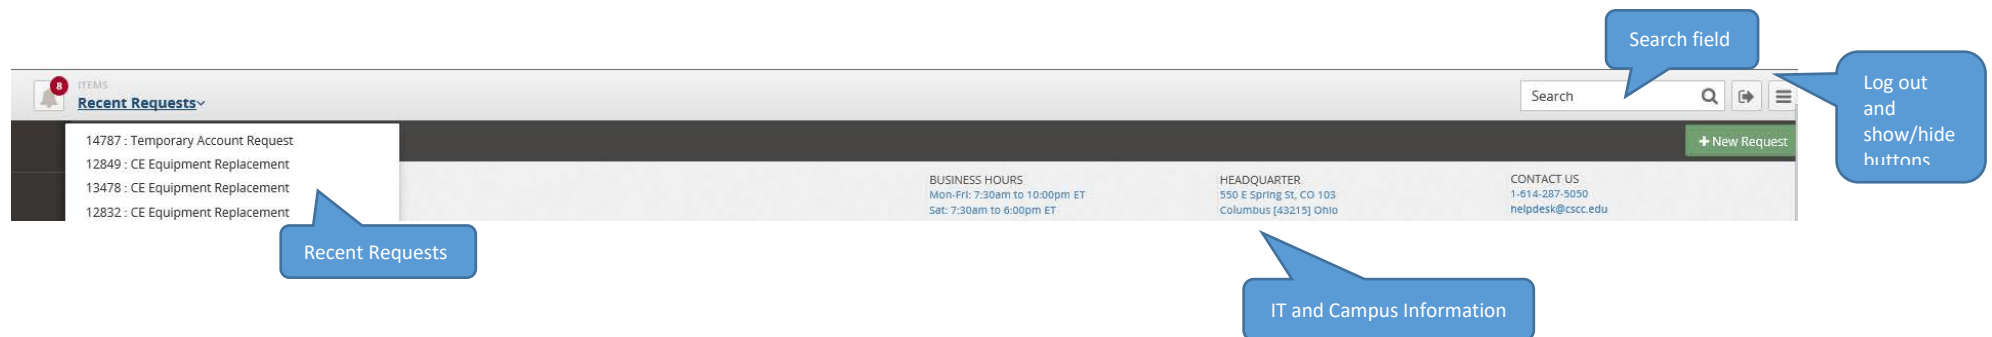 Search field
8
ITEMS
Recent Requests
Search
Log out
and
show/hide
buttons
14787 : Temporary Account Request
12849 : CE Equipment Replacement
13478 : CE Equipment Replacement
12832 : CE Equipment Replacement
+ New Request
BUSINESS HOURS
Mon-Fri: 7:30am to 10:00pm ET
Sat: 7:30am to 6:00pm ET
HEADQUARTER
550 E Spring St, CO 103
Columbus [43215] Ohio
CONTACT US
1-614-287-5050
helpdesk@cscc.edu
Recent Requests
IT and Campus Information